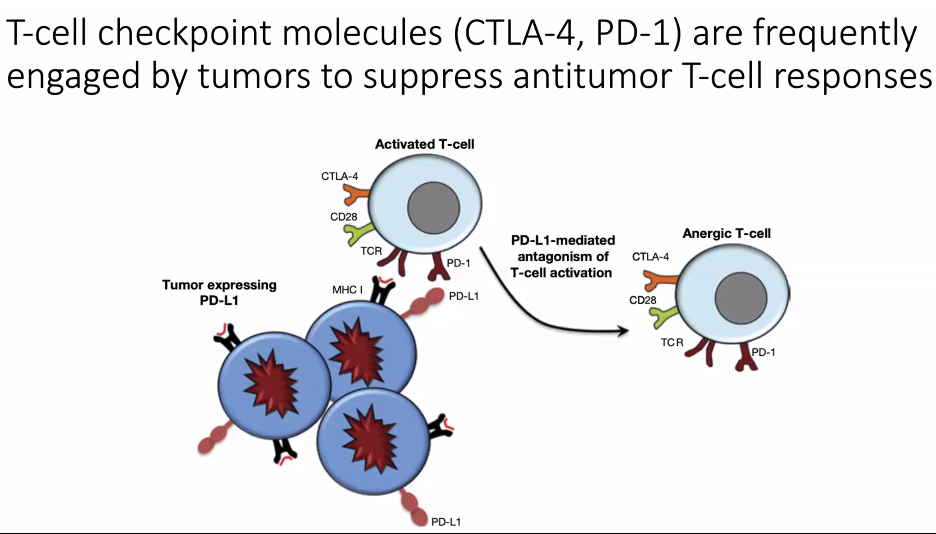 T-cell checkpoint molecules (CTLA-4, PD-1) are frequently
engaged by tumors to suppress antitumor T-cell responses
Activated T-cell
CTLA-4
CD28
TCR
PD-1
PD-L1-mediated
antagonism of
T-cell activation
Anergic T-cell
CTLA-4
CD28
TCR
PD-1
Tumor expressing
PD-L1
MHC I
PD-L1
PD-L1